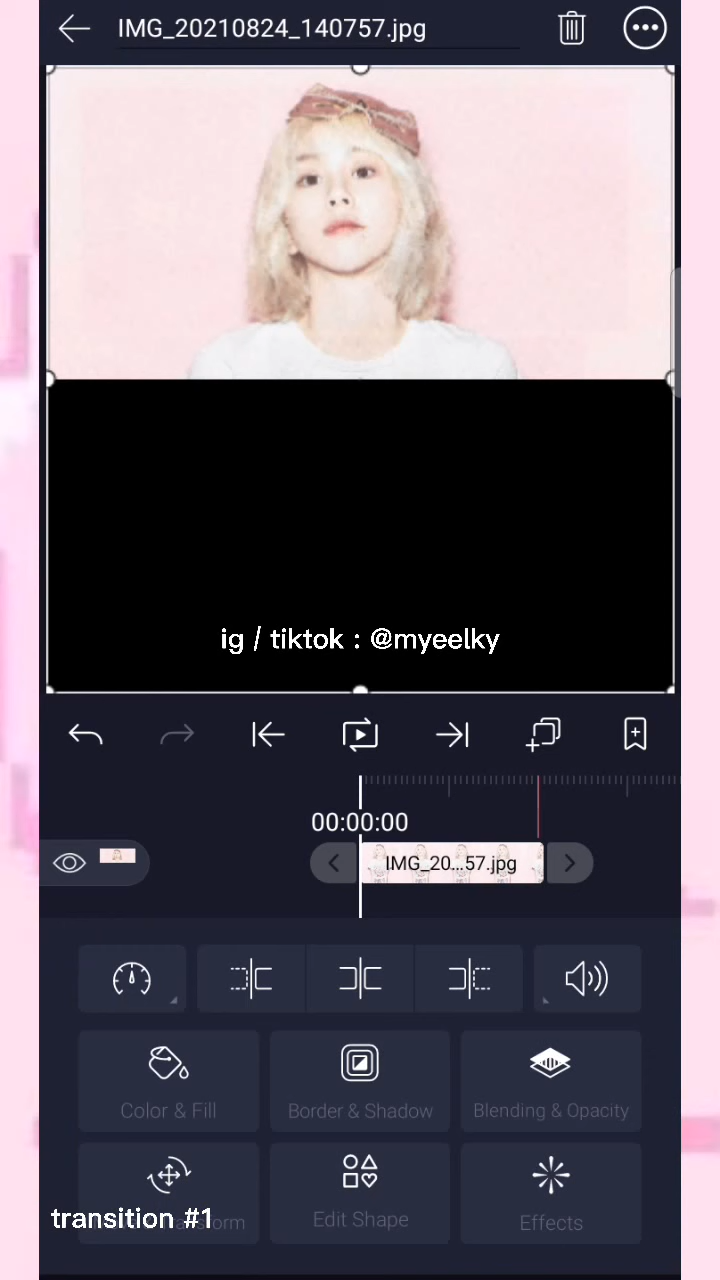 IMG_20210824_140757.jpg
ig / tiktok : @myeelky
00:00:00
IMG_20...57.jpg
Color & Fill
Border & Shadow
Blending & Opacity
transition #1
Edit Shape
Effects